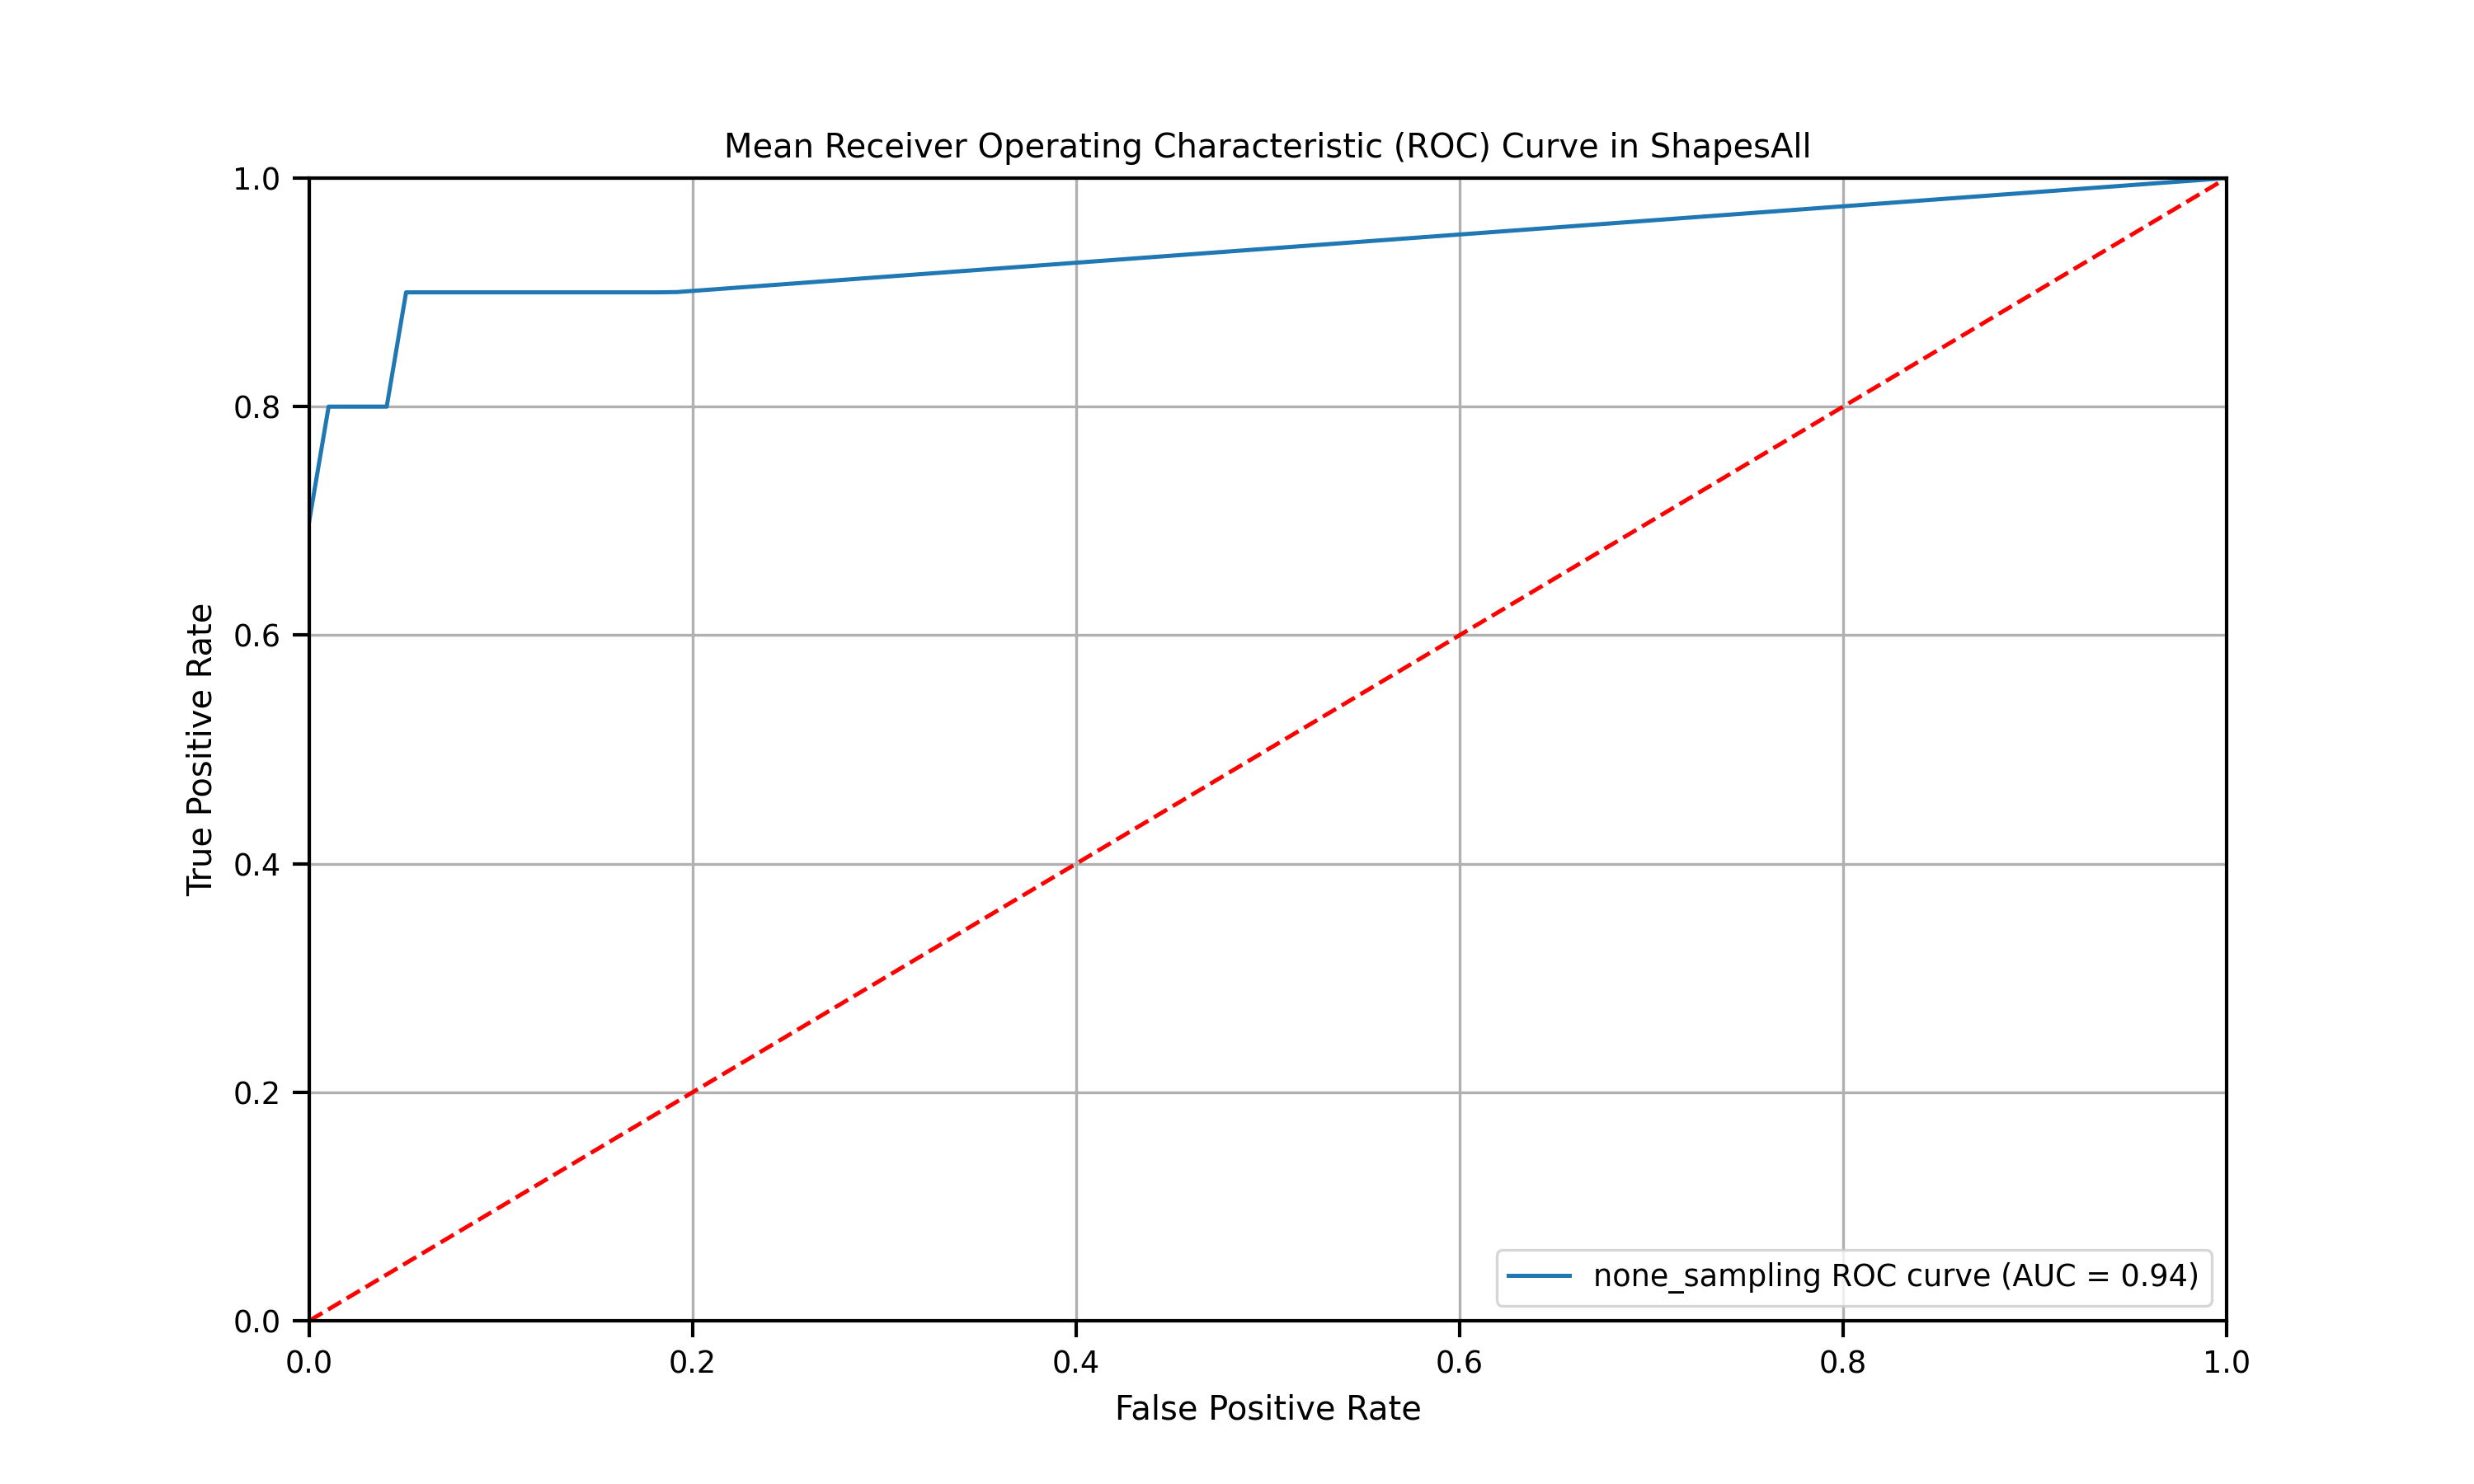 Mean Receiver Operating Characteristic (ROC) Curve in ShapesAll
1.0
0.8
0.6
0.4
0.2
0.0
True Positive Rate
none_sampling ROC curve (AUC = 0.94)
0.0 0.2 0.4 0.6 0.8 1.0
False Positive Rate